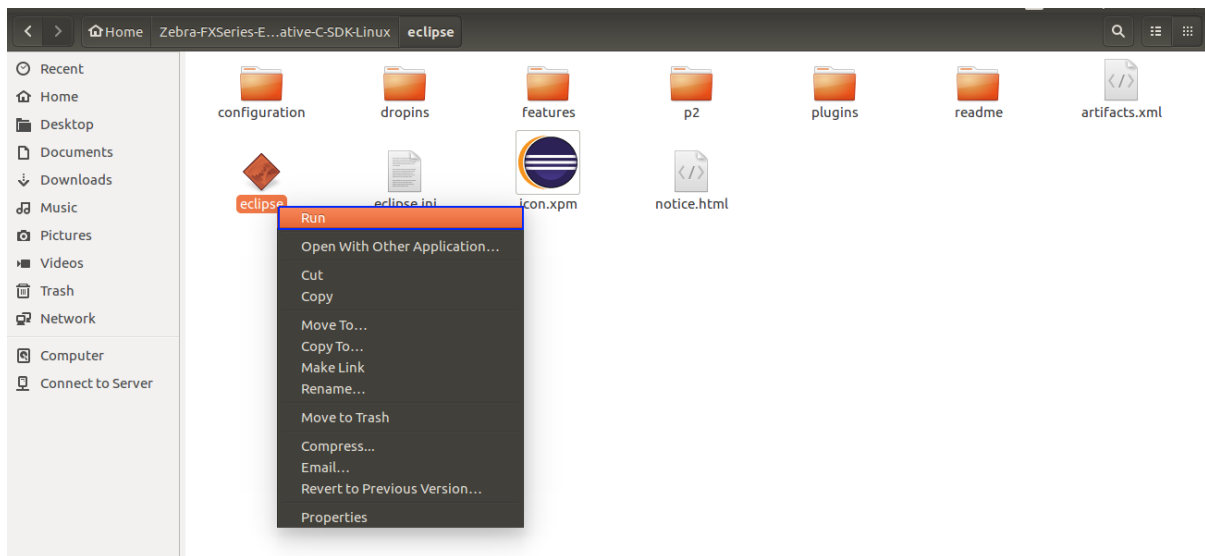 Home Zebra-FXSeries-E...ative-C-SDK-Linux eclipse
Recent
Home
Desktop
Documents
Downloads
Music
Pictures
Videos
Trash
Network
Computer
Connect to Server
configuration dropins features p2 plugins readme artifacts.xml
eclipse eclipse.ini icon.xpm notice.html
Run
Open With Other Application...
Cut
Copy
Move To...
Copy To...
Make Link
Rename...
Move to Trash
Compress...
Email...
Revert to Previous Version...
Properties